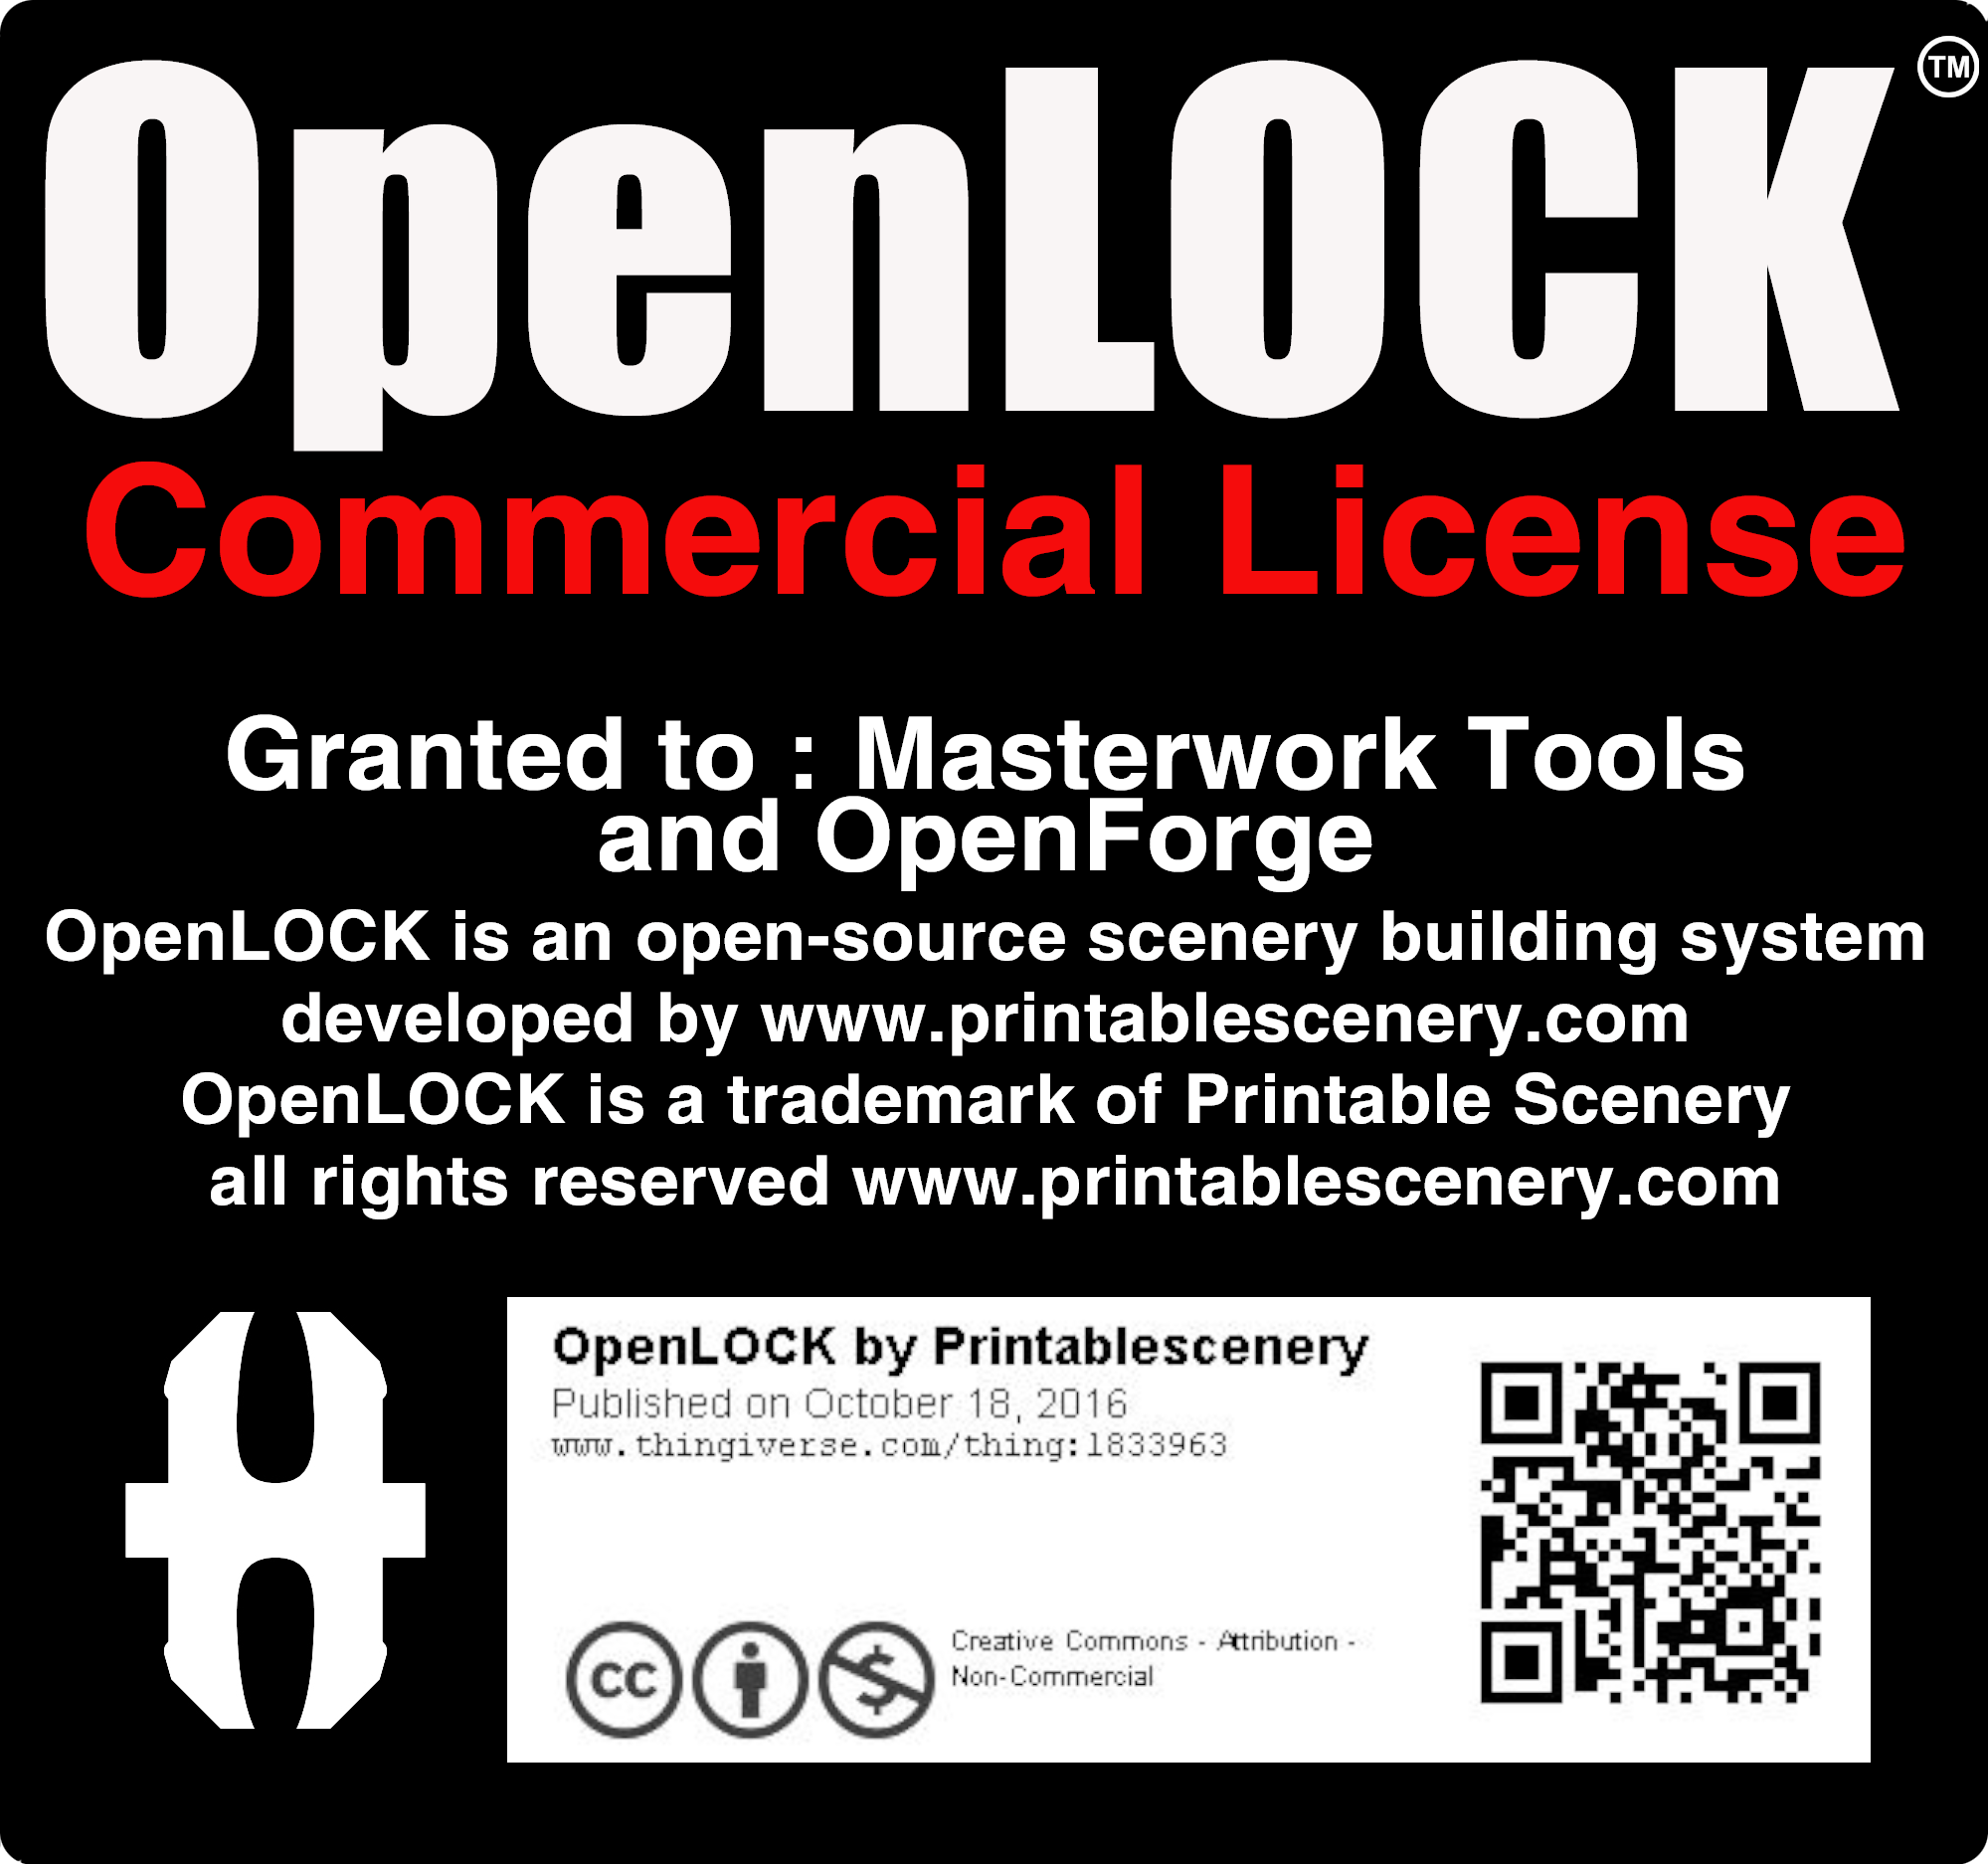 OpenLOCK TM
Commercial License
Granted to : Masterwork Tools
and OpenForge
OpenLOCK is an open-source scenery building system
developed by www.printablescenery.com
OpenLOCK is a trademark of Printable Scenery
all rights reserved www.printablescenery.com
OpenLOCK by Printablescenery
Published on October 18, 2016
www.thingiverse.com/thing:1833963
cc $
Creative Commons - Attribution -
Non-Commercial